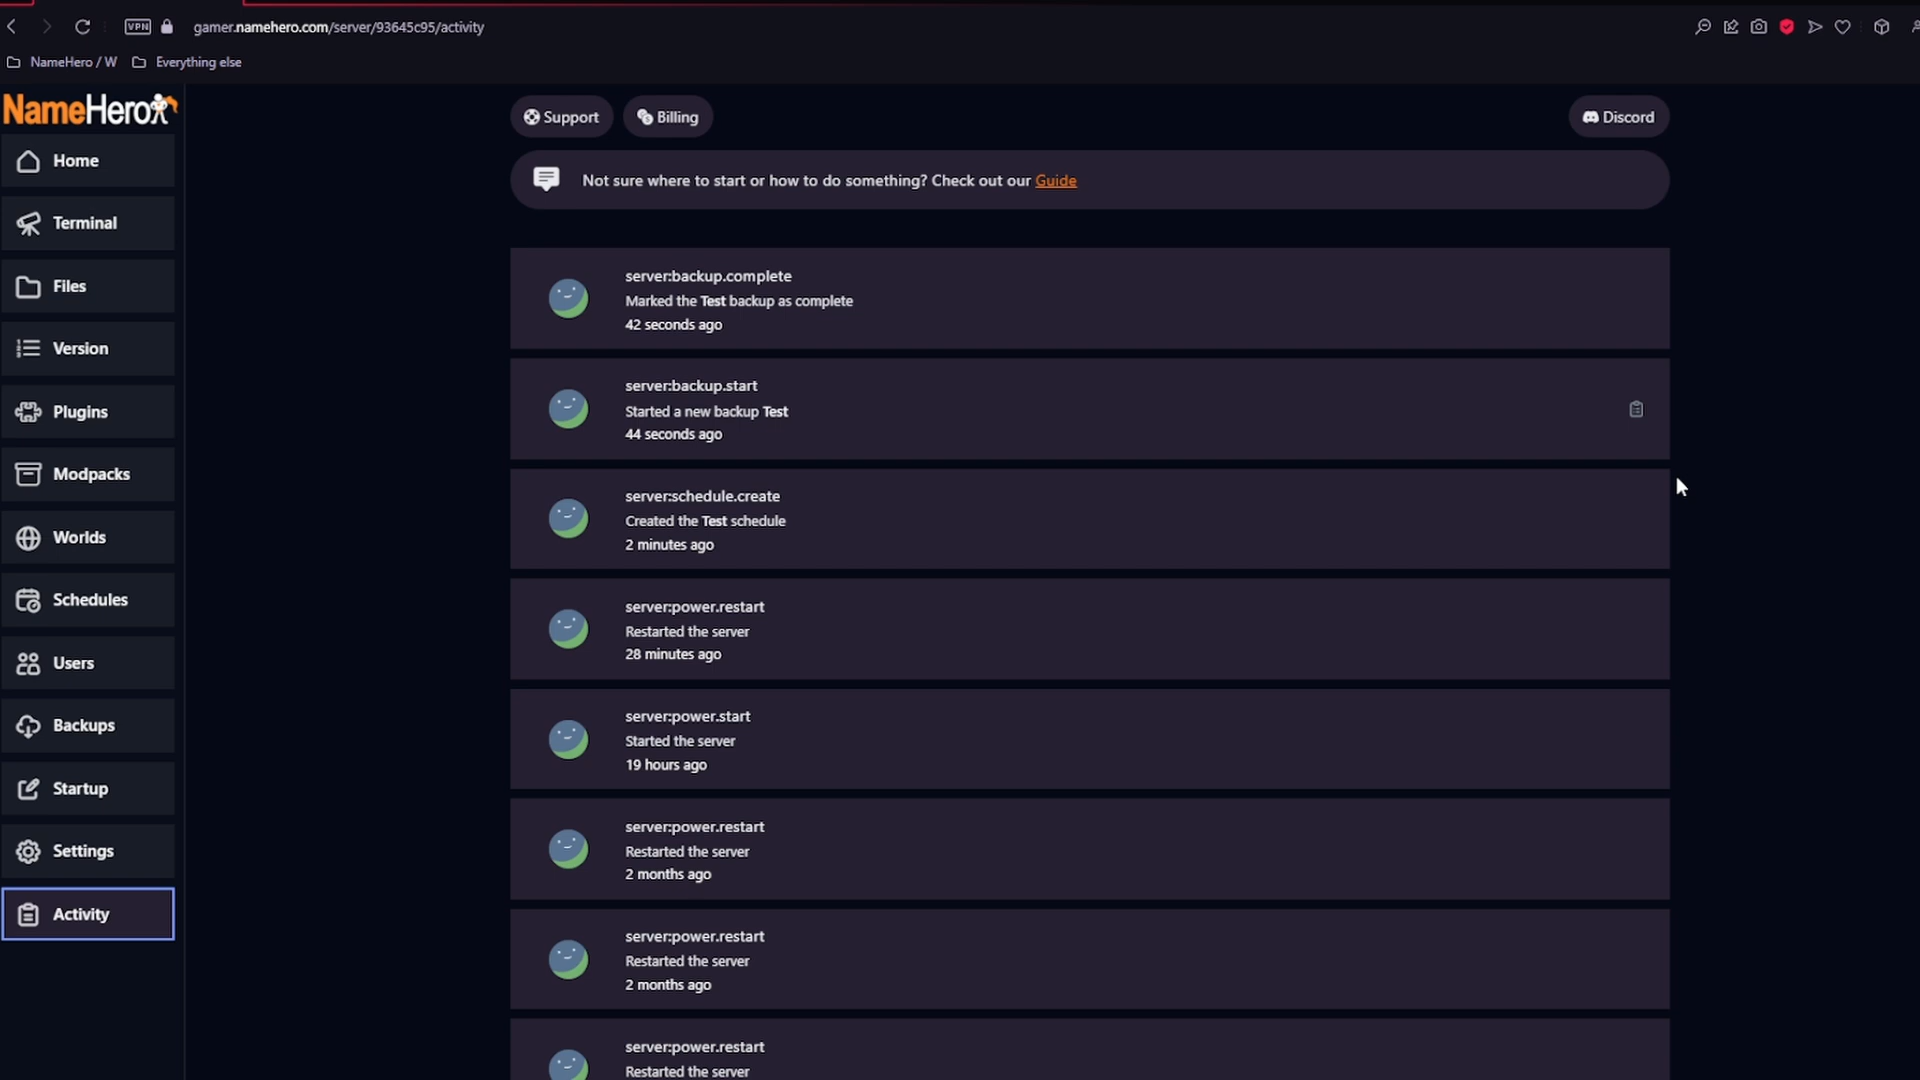 VPN
gamer.namehero.com/server/93645c95/activity
NameHero / W
Everything else
NameHero
Home
Terminal
Files
Version
Plugins
Modpacks
Worlds
Schedules
Users
Backups
Startup
Settings
Activity
Support
Billing
Discord
Not sure where to start or how to do something? Check out our Guide
server:backup.complete
Marked the Test backup as complete
42 seconds ago
server:backup.start
Started a new backup Test
44 seconds ago
server:schedule.create
Created the Test schedule
2 minutes ago
server:power.restart
Restarted the server
28 minutes ago
server:power.start
Started the server
19 hours ago
server:power.restart
Restarted the server
2 months ago
server:power.restart
Restarted the server
2 months ago
server:power.restart
Restarted the server